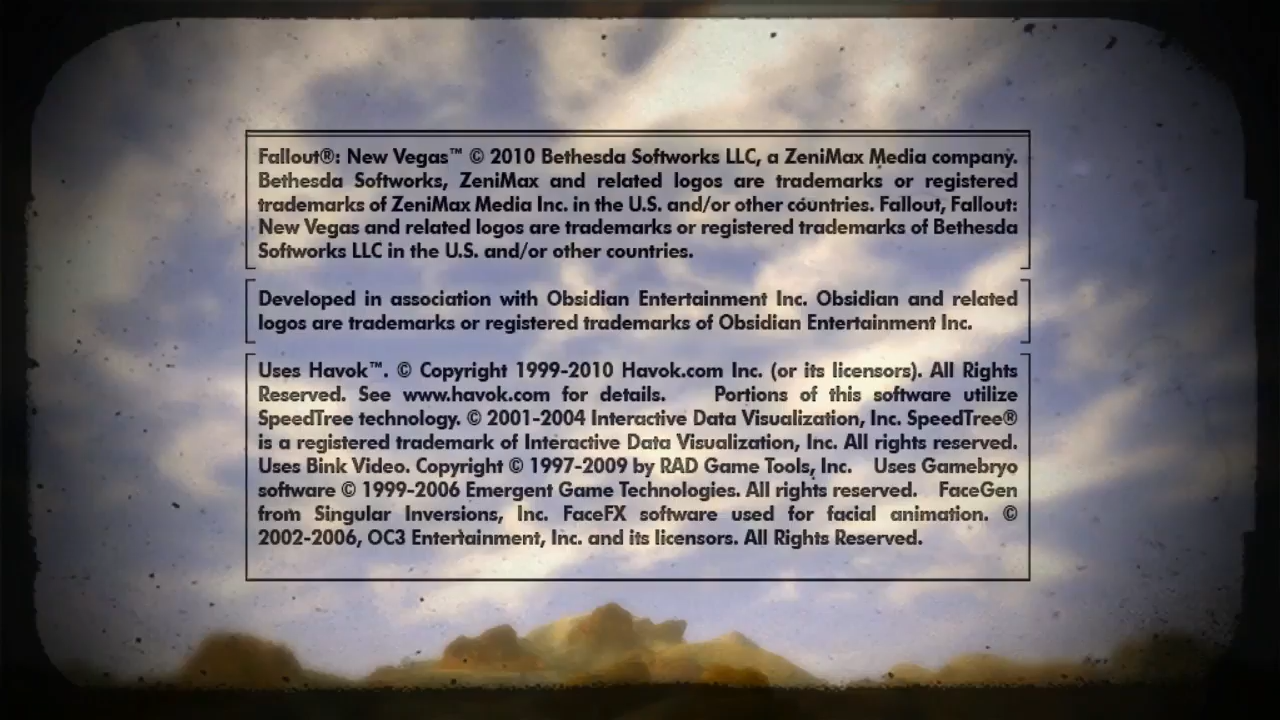 Fallout®: New Vegas™ © 2010 Bethesda Softworks LLC, a ZeniMax Media company.
Bethesda Softworks, ZeniMax and related logos are trademarks or registered
trademarks of ZeniMax Media Inc. in the U.S. and/or other countries. Fallout, Fallout:
New Vegas and related logos are trademarks or registered trademarks of Bethesda
Softworks LLC in the U.S. and/or other countries.
Developed in association with Obsidian Entertainment Inc. Obsidian and related
logos are trademarks or registered trademarks of Obsidian Entertainment Inc.
Uses Havok™. © Copyright 1999-2010 Havok.com Inc. (or its licensors). All Rights
Reserved. See www.havok.com for details. Portions of this software utilize
SpeedTree technology. © 2001-2004 Interactive Data Visualization, Inc. SpeedTree®
is a registered trademark of Interactive Data Visualization, Inc. All rights reserved.
Uses Bink Video. Copyright © 1997-2009 by RAD Game Tools, Inc. Uses Gamebryo
software © 1999-2006 Emergent Game Technologies. All rights reserved. FaceGen
from Singular Inversions, Inc. FaceFX software used for facial animation. ©
2002-2006, OC3 Entertainment, Inc. and its licensors. All Rights Reserved.